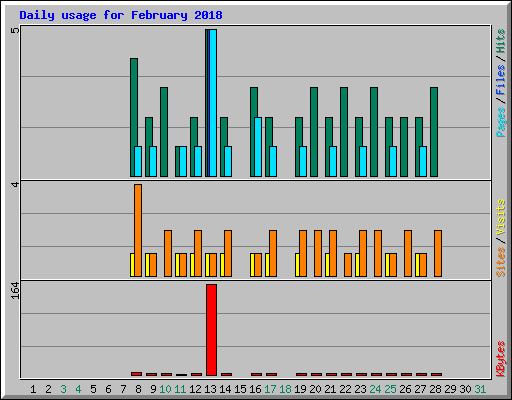 Daily usage for February 2018
5
Pages / Files / Hits
4
Sites / Visits
164
KBytes
1 2 3 4 5 6 7 8 9 10 11 12 13 14 15 16 17 18 19 20 21 22 23 24 25 26 27 28 29 30 31